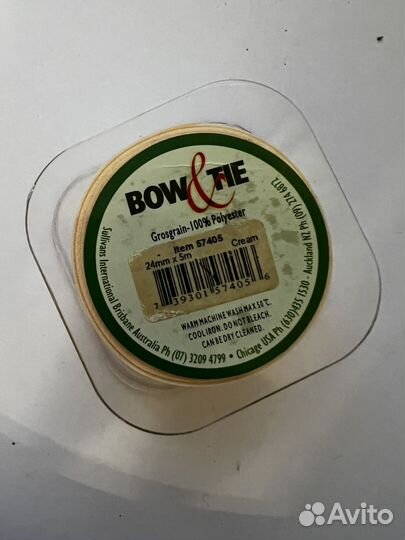 BOW & TIE
Grosgrain-100% Polyester
Item 57405
24mm x 5m Cream
39301 57405 6
WARM MACHINE WASH MAX 50°C.
COOL IRON. DO NOT BLEACH.
CAN BE DRY CLEANED.
Sullivans International Brisbane Australia Ph (07) 3209 4799 • Chicago USA Ph (630) 435 1530 - Auckland NZ Ph (09) 274 6872
Avito